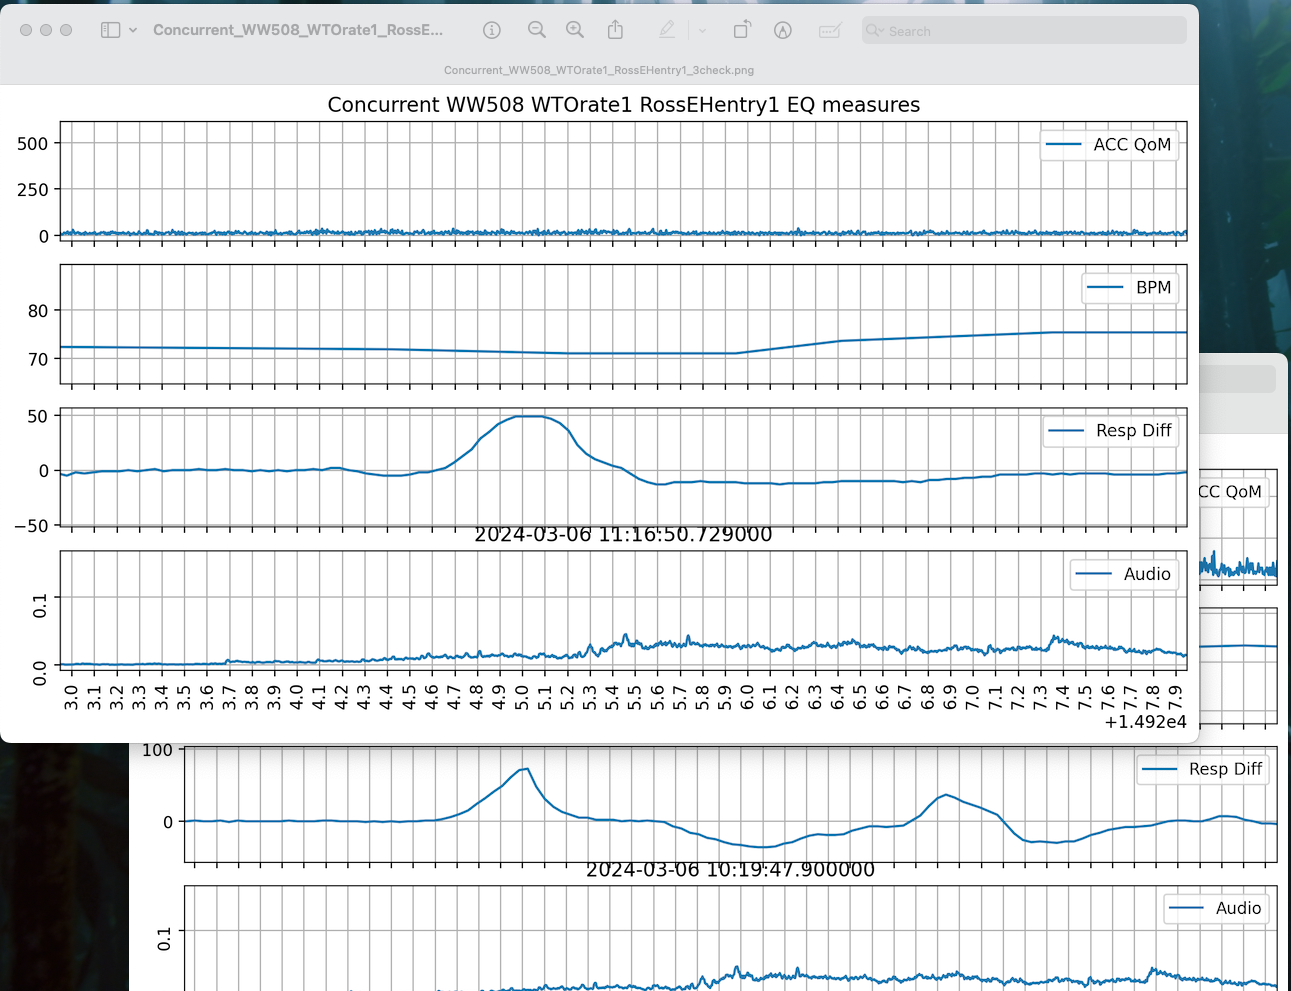 Concurrent_WW508_WTOrate1_RossE...
Search
Concurrent_WW508_WTOrate1_RossEHentry1_3check.png
Concurrent WW508 WTOrate1 RossEHentry1 EQ measures
500
250
0
ACC QoM
80
70
BPM
50
0
−50
Resp Diff
2024-03-06 11:16:50.729000
0.1
0.0
Audio
3.0 3.1 3.2 3.3 3.4 3.5 3.6 3.7 3.8 3.9 4.0 4.1 4.2 4.3 4.4 4.5 4.6 4.7 4.8 4.9 5.0 5.1 5.2 5.3 5.4 5.5 5.6 5.7 5.8 5.9 6.0 6.1 6.2 6.3 6.4 6.5 6.6 6.7 6.8 6.9 7.0 7.1 7.2 7.3 7.4 7.5 7.6 7.7 7.8 7.9
+1.492e4
CC QoM
100
0
Resp Diff
2024-03-06 10:19:47.900000
0.1
Audio